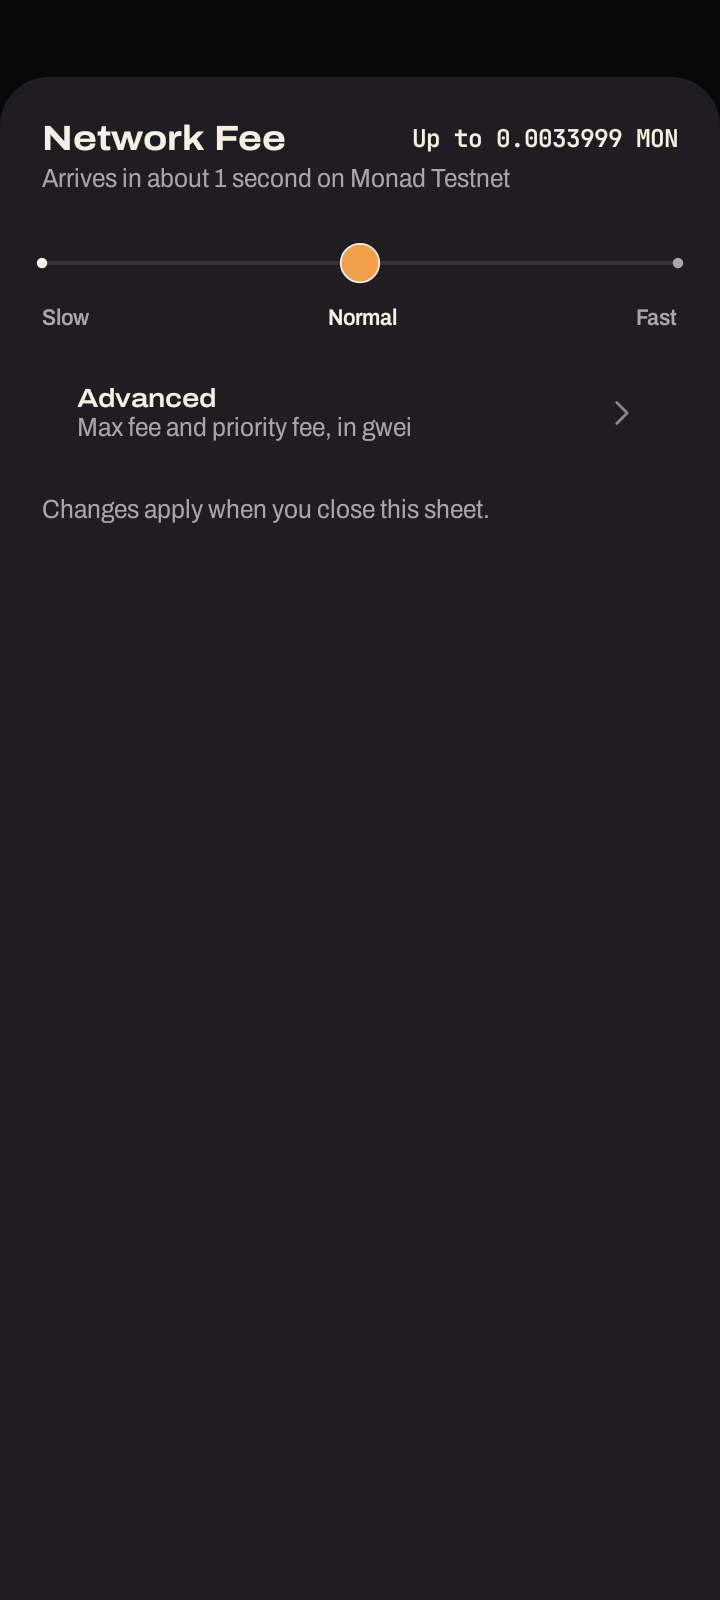 Network Fee
Up to 0.0033999 MON
Arrives in about 1 second on Monad Testnet
Slow
Normal
Fast
Advanced
Max fee and priority fee, in gwei
Changes apply when you close this sheet.